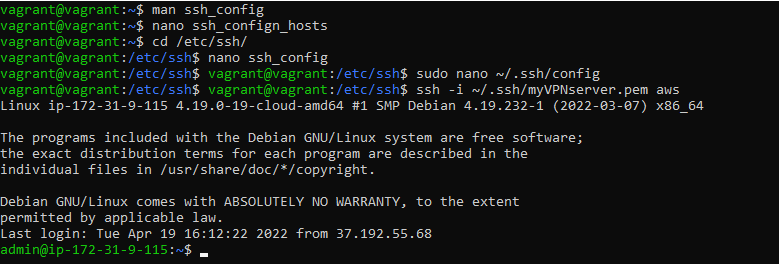 vagrant@vagrant:~$ man ssh_config
vagrant@vagrant:~$ nano ssh_confign_hosts
vagrant@vagrant:~$ cd /etc/ssh/
vagrant@vagrant:/etc/ssh$ nano ssh_config
vagrant@vagrant:/etc/ssh$ vagrant@vagrant:/etc/ssh$ sudo nano ~/.ssh/config
vagrant@vagrant:/etc/ssh$ vagrant@vagrant:/etc/ssh$ ssh -i ~/.ssh/myVPNserver.pem aws
Linux ip-172-31-9-115 4.19.0-19-cloud-amd64 #1 SMP Debian 4.19.232-1 (2022-03-07) x86_64
The programs included with the Debian GNU/Linux system are free software;
the exact distribution terms for each program are described in the
individual files in /usr/share/doc/*/copyright.
Debian GNU/Linux comes with ABSOLUTELY NO WARRANTY, to the extent
permitted by applicable law.
Last login: Tue Apr 19 16:12:22 2022 from 37.192.55.68
admin@ip-172-31-9-115:~$